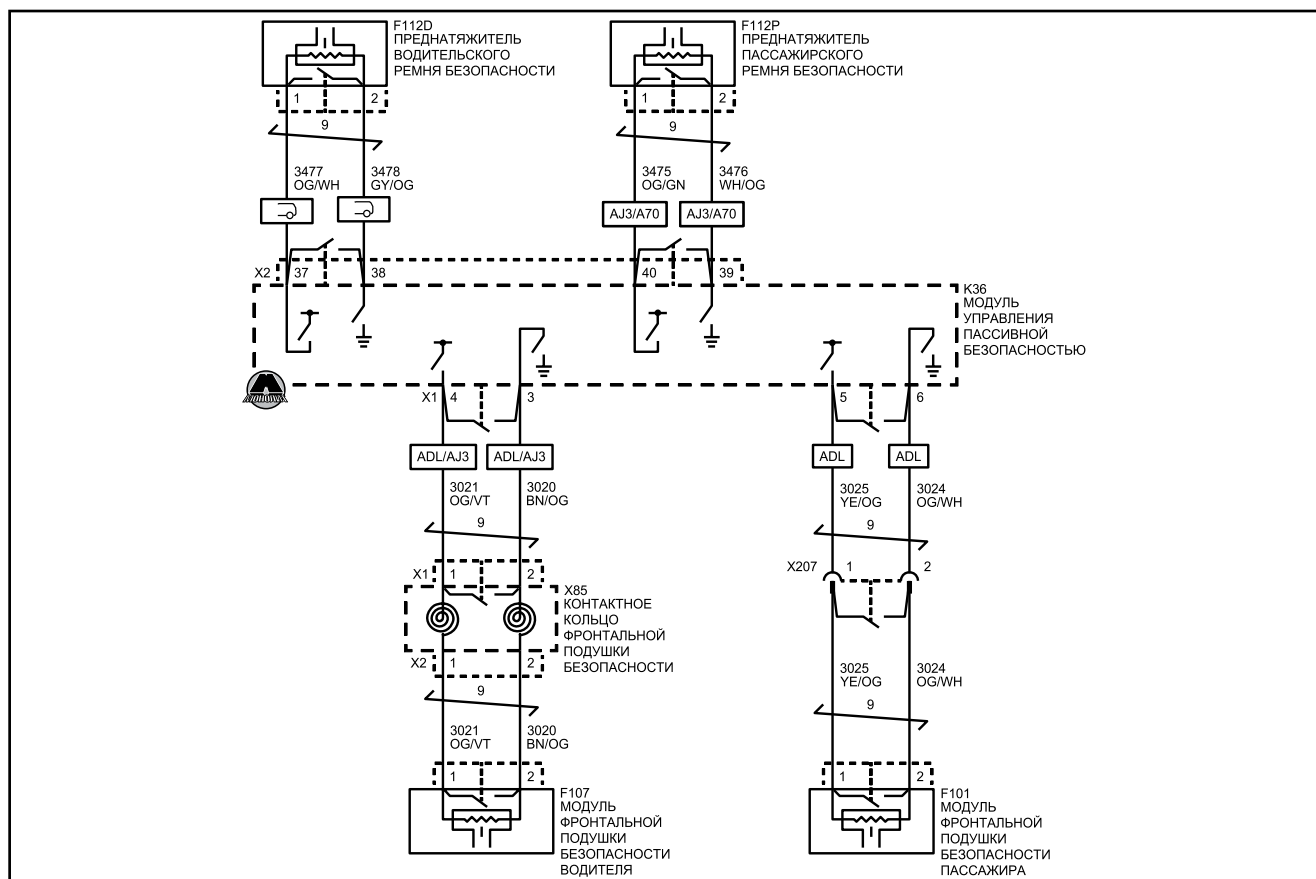 F112D
ПРЕДНАТЯЖИТЕЛЬ
ВОДИТЕЛЬСКОГО
РЕМНЯ БЕЗОПАСНОСТИ
F112P
ПРЕДНАТЯЖИТЕЛЬ
ПАССАЖИРСКОГО
РЕМНЯ БЕЗОПАСНОСТИ
1 2
1 2
9
9
3477
OG/WH
3478
GY/OG
3475
OG/GN
3476
WH/OG
AJ3/A70
AJ3/A70
X2 37 38
40 39
K36
МОДУЛЬ
УПРАВЛЕНИЯ
ПАССИВНОЙ
БЕЗОПАСНОСТЬЮ
X1 4 3
5 6
ADL/AJ3
ADL/AJ3
ADL
ADL
3021
OG/VT
3020
BN/OG
3025
YE/OG
3024
OG/WH
9
9
X1 1 2
X207 1 2
X85
КОНТАКТНОЕ
КОЛЬЦО
ФРОНТАЛЬНОЙ
ПОДУШКИ
БЕЗОПАСНОСТИ
X2 1 2
3025
YE/OG
3024
OG/WH
9
9
3021
OG/VT
3020
BN/OG
1 2
1 2
F107
МОДУЛЬ
ФРОНТАЛЬНОЙ
ПОДУШКИ
БЕЗОПАСНОСТИ
ВОДИТЕЛЯ
F101
МОДУЛЬ
ФРОНТАЛЬНОЙ
ПОДУШКИ
БЕЗОПАСНОСТИ
ПАССАЖИРА